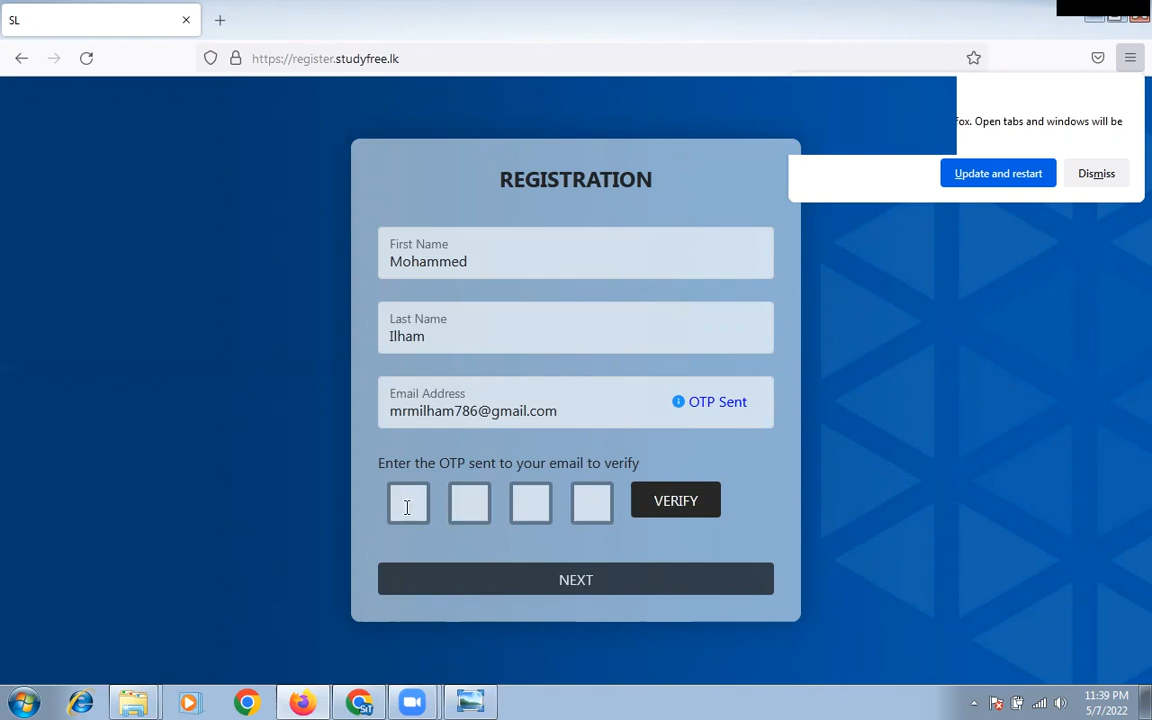 SL
https://register.studyfree.lk
fox. Open tabs and windows will be
Update and restart
Dismiss
REGISTRATION
First Name
Mohammed
Last Name
Ilham
Email Address
mrmilham786@gmail.com
OTP Sent
Enter the OTP sent to your email to verify
VERIFY
NEXT
SiT
11:39 PM
5/7/2022